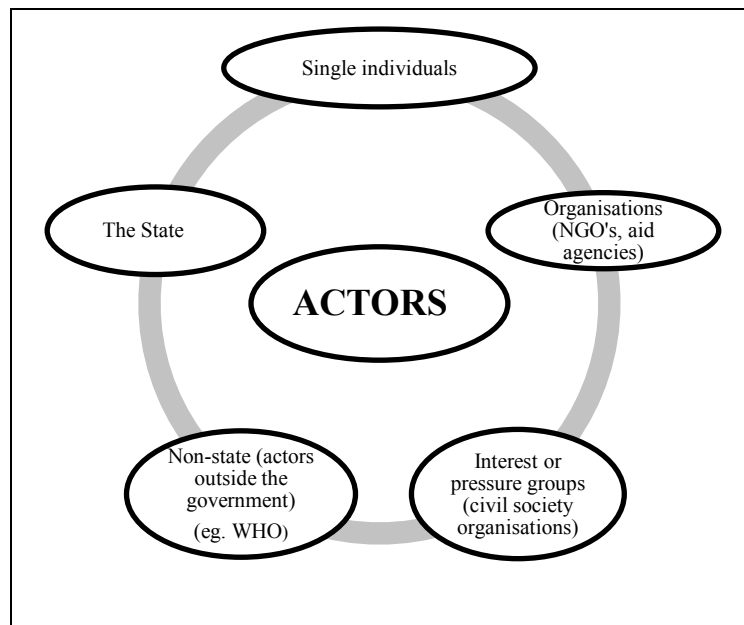 Single individuals
The State
Organisations
(NGO's, aid
agencies)
ACTORS
Non-state (actors
outside the
government)
(eg. WHO)
Interest or
pressure groups
(civil society
organisations)